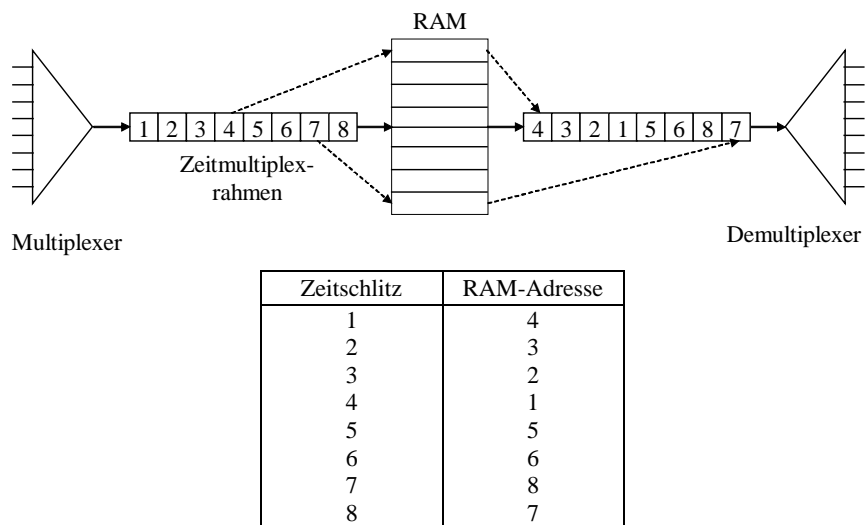 RAM
1 2 3 4 5 6 7 8
4 3 2 1 5 6 8 7
Zeitmultiplex-
rahmen
Multiplexer
Demultiplexer
Zeitschlitz RAM-Adresse
1 4
2 3
3 2
4 1
5 5
6 6
7 8
8 7